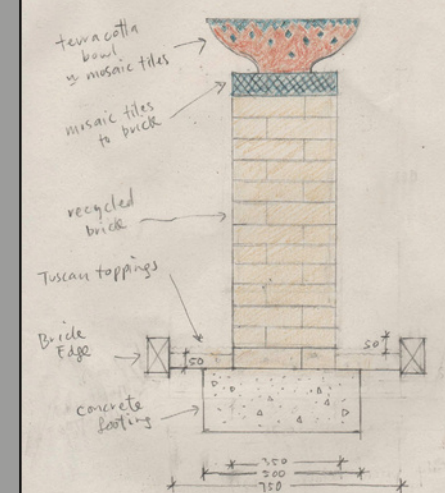 terracotta
bowl
w mosaic tiles
mosaic tiles
to brick
recycled
brick
Tuscan toppings
Brick
Edge
50
50
concrete
footing
350
500
750